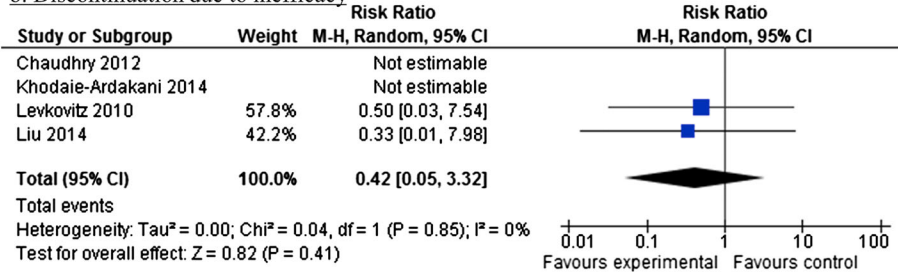 b. Discontinuation due to inefficacy
Risk Ratio Risk Ratio
Study or Subgroup Weight M-H, Random, 95% CI M-H, Random, 95% CI
Chaudhry 2012 Not estimable
Khodaie-Ardakani 2014 Not estimable
Levkovitz 2010 57.8% 0.50 [0.03, 7.54]
Liu 2014 42.2% 0.33 [0.01, 7.98]
Total (95% CI) 100.0% 0.42 [0.05, 3.32]
Total events
Heterogeneity: Tau² = 0.00; Chi² = 0.04, df = 1 (P = 0.85); I² = 0%
Test for overall effect: Z = 0.82 (P = 0.41)
0.01 0.1 1 10 100
Favours experimental Favours control